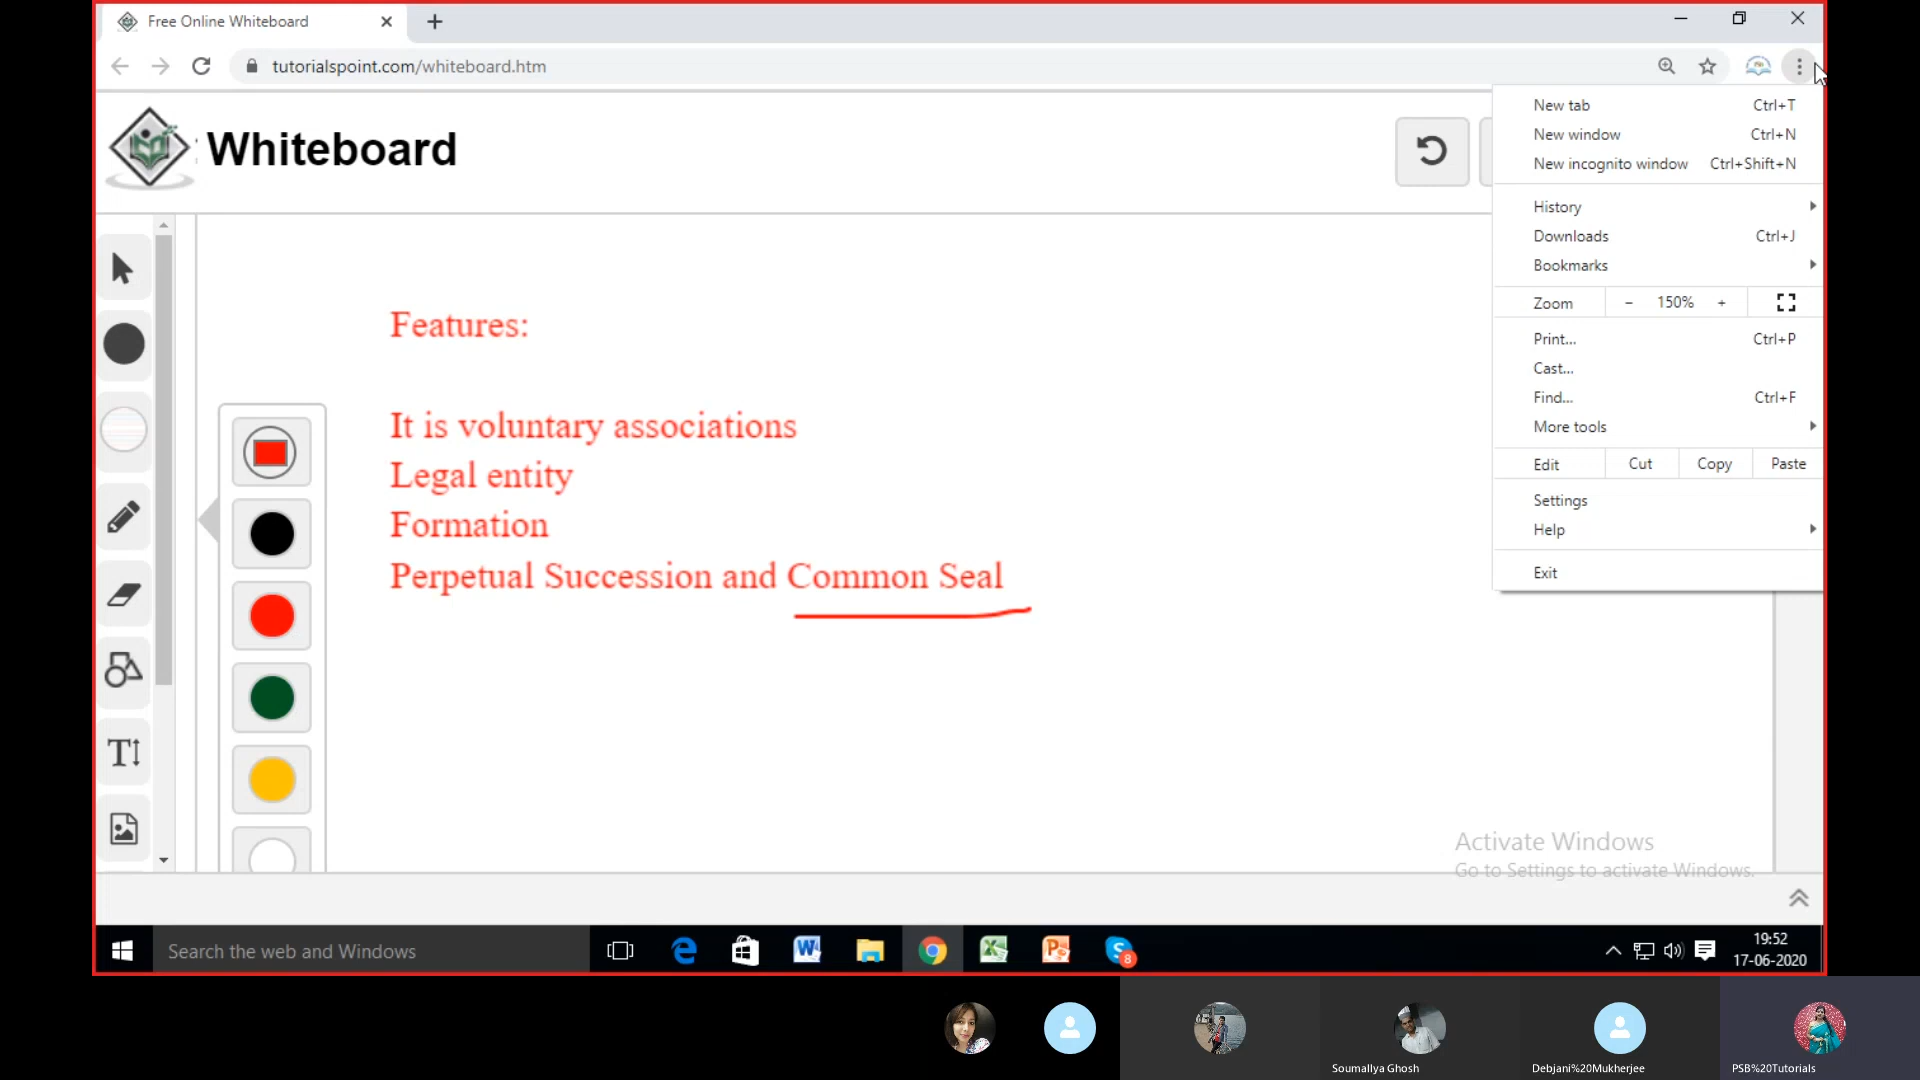 Free Online Whiteboard
tutorialspoint.com/whiteboard.htm
Whiteboard
New tab Ctrl+T
New window Ctrl+N
New incognito window Ctrl+Shift+N
History
Downloads Ctrl+J
Bookmarks
Zoom - 150% +
Print... Ctrl+P
Cast...
Find... Ctrl+F
More tools
Edit Cut Copy Paste
Settings
Help
Exit
Features:
It is voluntary associations
Legal entity
Formation
Perpetual Succession and Common Seal
T
Activate Windows
Go to Settings to activate Windows.
Search the web and Windows
8
19:52
17-06-2020
Soumallya Ghosh
Debjani%20Mukherjee
PSB%20Tutorials